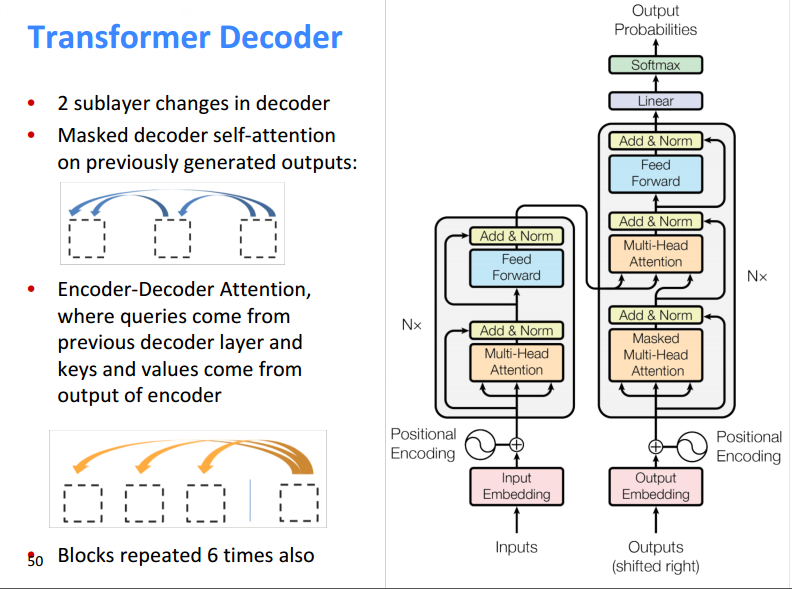 Transformer Decoder
• 2 sublayer changes in decoder
• Masked decoder self-attention
on previously generated outputs:
• Encoder-Decoder Attention,
where queries come from
previous decoder layer and
keys and values come from
output of encoder
• Blocks repeated 6 times also
50
Output
Probabilities
Softmax
Linear
Add & Norm
Feed
Forward
Add & Norm
Multi-Head
Attention
Nx
Add & Norm
Masked
Multi-Head
Attention
Positional
Encoding
Output
Embedding
Outputs
(shifted right)
Add & Norm
Feed
Forward
Nx
Add & Norm
Multi-Head
Attention
Positional
Encoding
Input
Embedding
Inputs